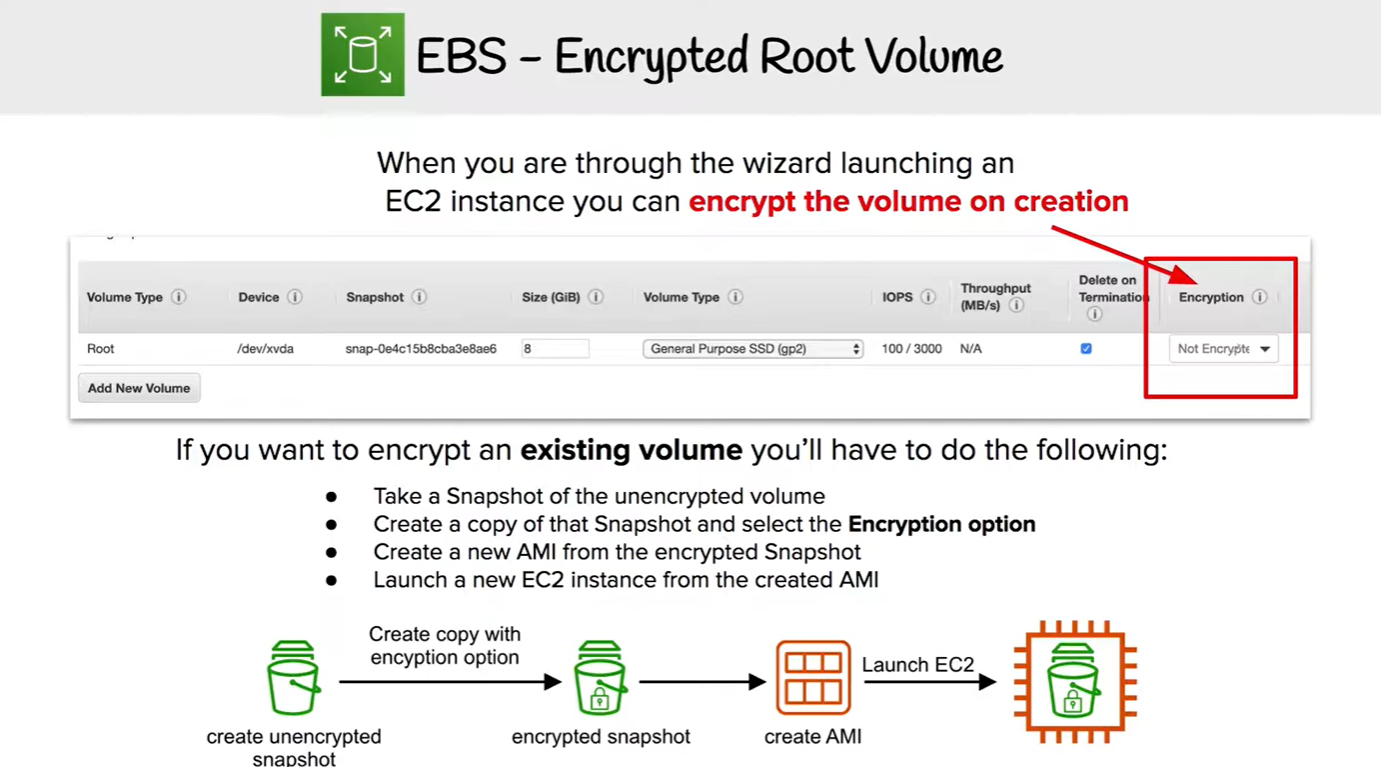 EBS – Encrypted Root Volume
When you are through the wizard launching an
EC2 instance you can encrypt the volume on creation
Volume Type Device Snapshot Size (GiB) Volume Type IOPS Throughput (MB/s) Delete on Termination Encryption
Root /dev/xvda snap-0e4c15b8cba3e8ae6 8 General Purpose SSD (gp2) 100 / 3000 N/A Not Encrypte
Add New Volume
If you want to encrypt an existing volume you'll have to do the following:
● Take a Snapshot of the unencrypted volume
● Create a copy of that Snapshot and select the Encryption option
● Create a new AMI from the encrypted Snapshot
● Launch a new EC2 instance from the created AMI
Create copy with
encyption option
Launch EC2
create unencrypted
snapshot
encrypted snapshot
create AMI